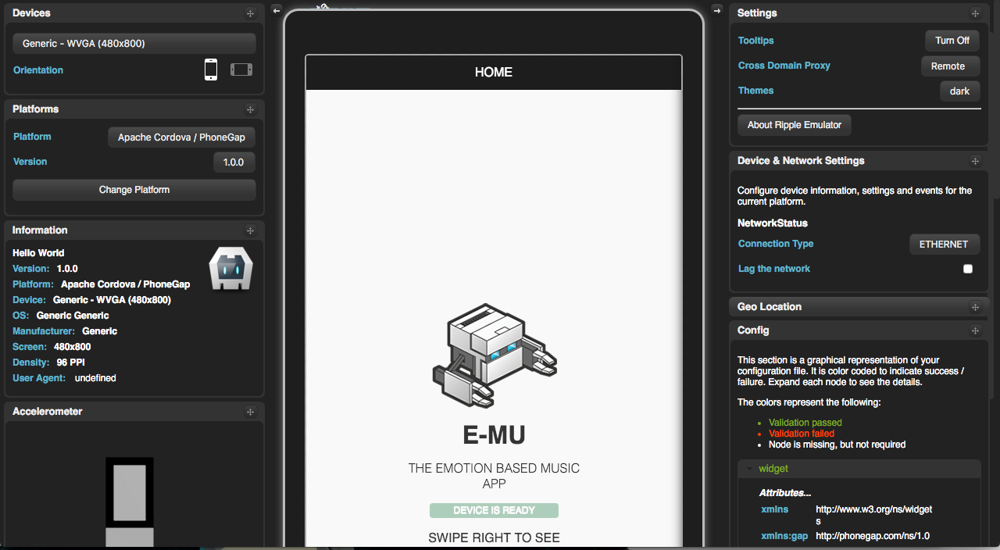 Devices
Generic - WVGA (480x800)
Orientation
Platforms
Platform Apache Cordova / PhoneGap
Version 1.0.0
Change Platform
Information
Hello World
Version: 1.0.0
Platform: Apache Cordova / PhoneGap
Device: Generic - WVGA (480x800)
OS: Generic Generic
Manufacturer: Generic
Screen: 480x800
Density: 96 PPI
User Agent: undefined
Accelerometer
HOME
E-MU
THE EMOTION BASED MUSIC
APP
DEVICE IS READY
SWIPE RIGHT TO SEE
Settings
Tooltips Turn Off
Cross Domain Proxy Remote
Themes dark
About Ripple Emulator
Device & Network Settings
Configure device information, settings and events for the
current platform.
NetworkStatus
Connection Type ETHERNET
Lag the network
Geo Location
Config
This section is a graphical representation of your
configuration file. It is color coded to indicate success /
failure. Expand each node to see the details.
The colors represent the following:
• Validation passed
• Validation failed
• Node is missing, but not required
widget
Attributes...
xmlns http://www.w3.org/ns/widget
s
xmlns:gap http://phonegap.com/ns/1.0